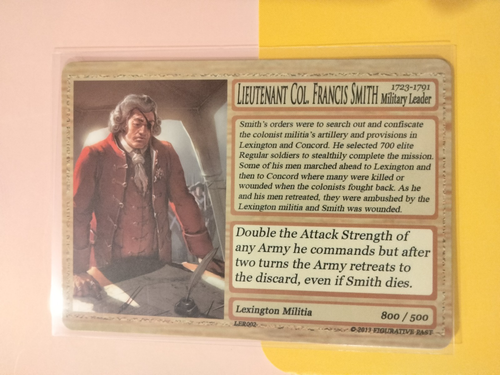 LIEUTENANT COL. FRANCIS SMITH
1723-1791
Military Leader
Smith's orders were to search out and confiscate
the colonist militia's artillery and provisions in
Lexington and Concord. He selected 700 elite
Regular soldiers to stealthily complete the mission.
Some of his men marched ahead to Lexington and
then to Concord where many were killed or
wounded when the colonists fought back. As he
and his men retreated, they were ambushed by the
Lexington militia and Smith was wounded.
Double the Attack Strength of
any Army he commands but after
two turns the Army retreats to
the discard, even if Smith dies.
Lexington Militia 800 / 500
LER002
© 2011 FIGURATIVE PAST